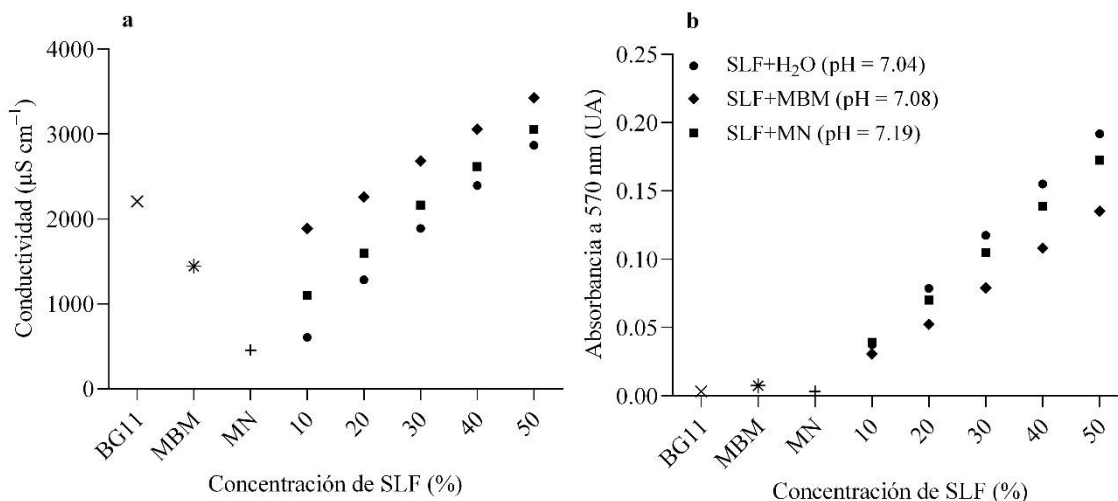 a
4000
3000
2000
1000
0
Conductividad (µS cm⁻¹)
BG11
MBM
MN
10
20
30
40
50
Concentración de SLF (%)
b
0.25
0.20
0.15
0.10
0.05
0.00
Absorbancia a 570 nm (UA)
SLF+H₂O (pH = 7.04)
SLF+MBM (pH = 7.08)
SLF+MN (pH = 7.19)
BG11
MBM
MN
10
20
30
40
50
Concentración de SLF (%)